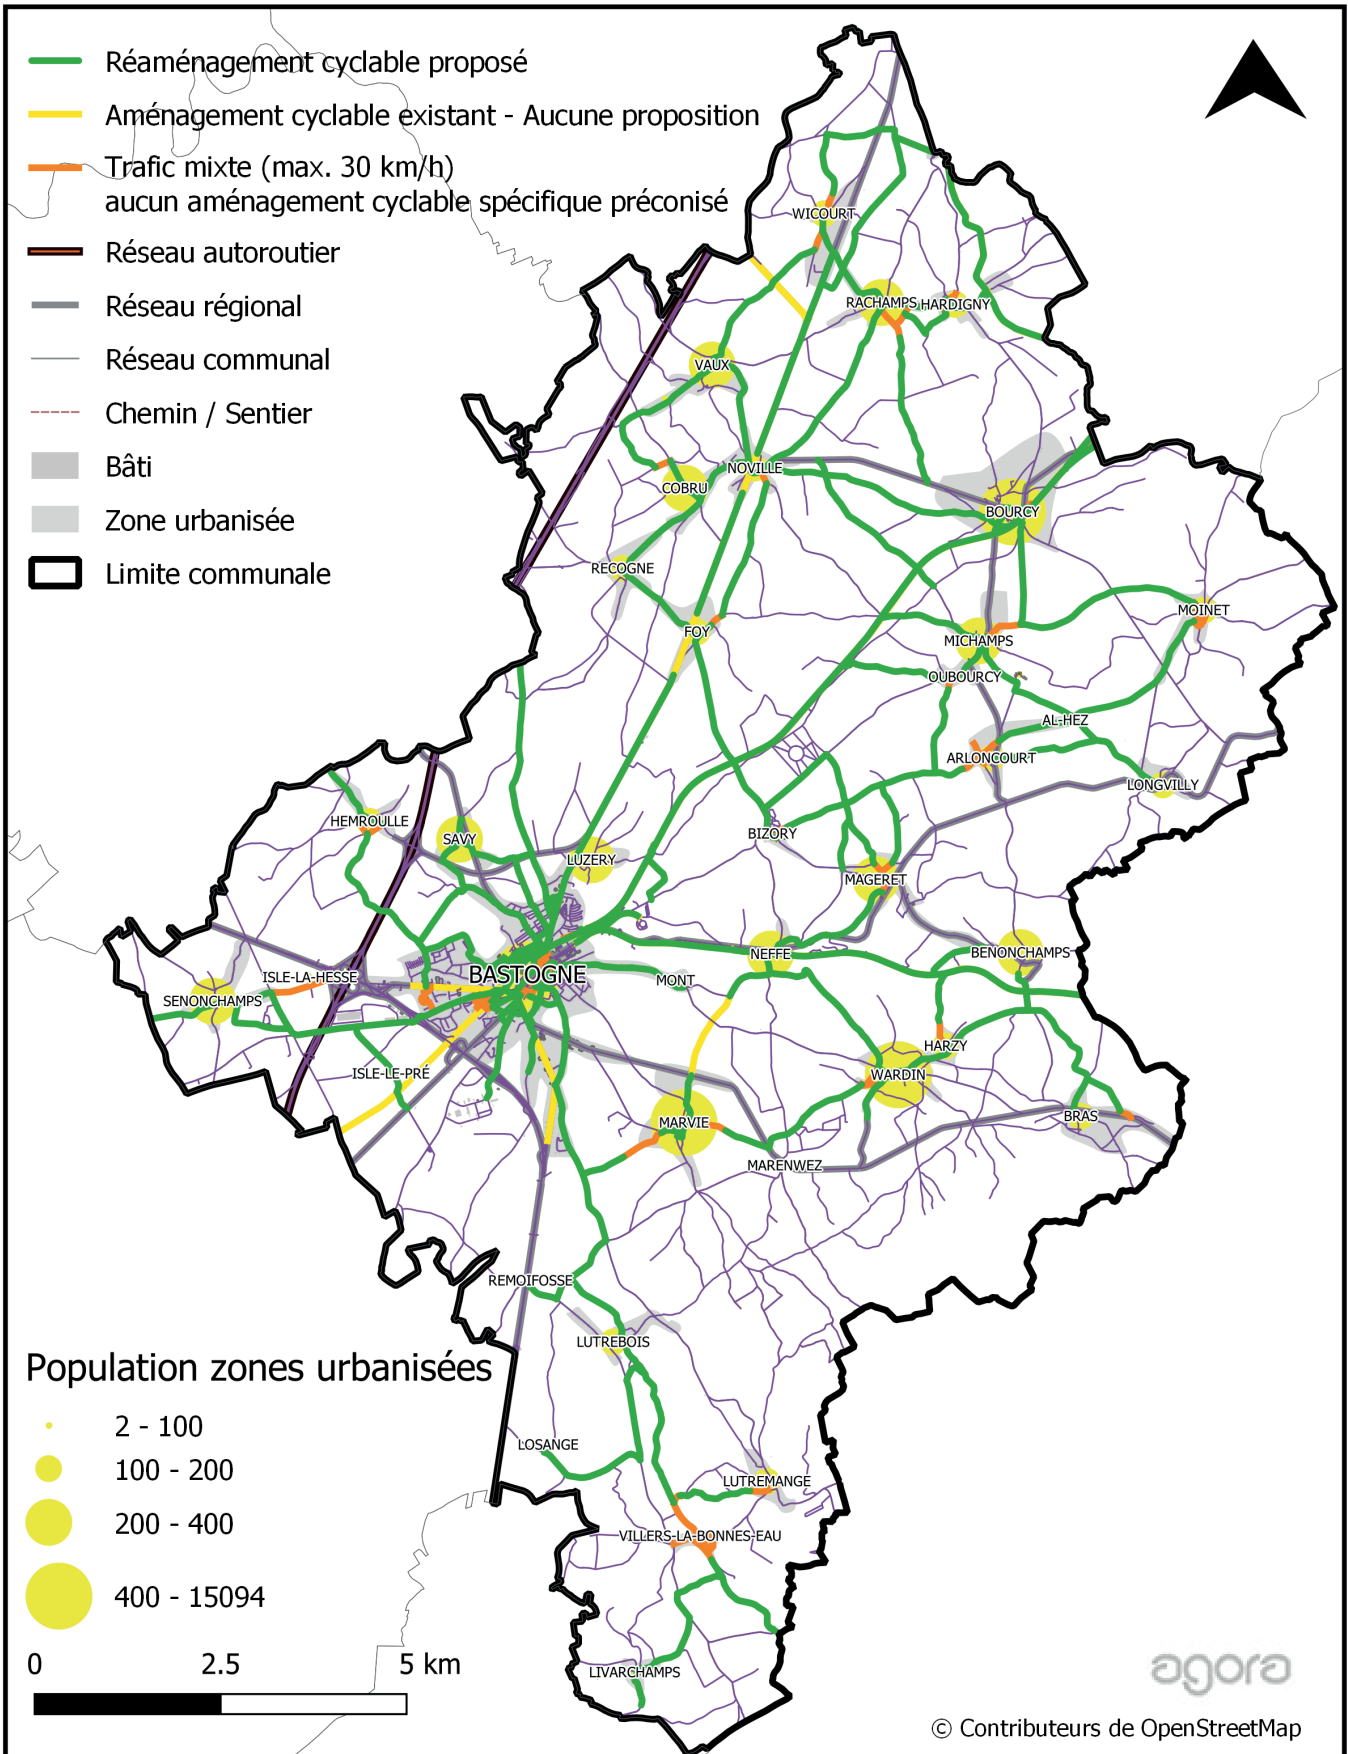 Réaménagement cyclable proposé
Aménagement cyclable existant - Aucune proposition
Trafic mixte (max. 30 km/h)
aucun aménagement cyclable spécifique préconisé
Réseau autoroutier
Réseau régional
Réseau communal
Chemin / Sentier
Bâti
Zone urbanisée
Limite communale
WICOURT
RACHAMPS
HARDIGNY
VAUX
NOVILLE
COBRU
BOURCY
RECOGNE
MOINET
FOY
MICHAMPS
OUBOURCY
AL-HEZ
ARLONCOURT
LONGVILLY
HEMROULLE
BIZORY
SAVY
LUZERY
MAGERET
NEFFE
BENONCHAMPS
BASTOGNE
ISLE-LA-HESSE
MONT
SENONCHAMPS
HARZY
ISLE-LE-PRÉ
WARDIN
MARVIE
BRAS
MARENWEZ
REMOIFOSSE
LUTREBOIS
LOSANGE
LUTREMANGE
VILLERS-LA-BONNES-EAU
LIVARCHAMPS
Population zones urbanisées
2 - 100
100 - 200
200 - 400
400 - 15094
0 2.5 5 km
agora
© Contributeurs de OpenStreetMap